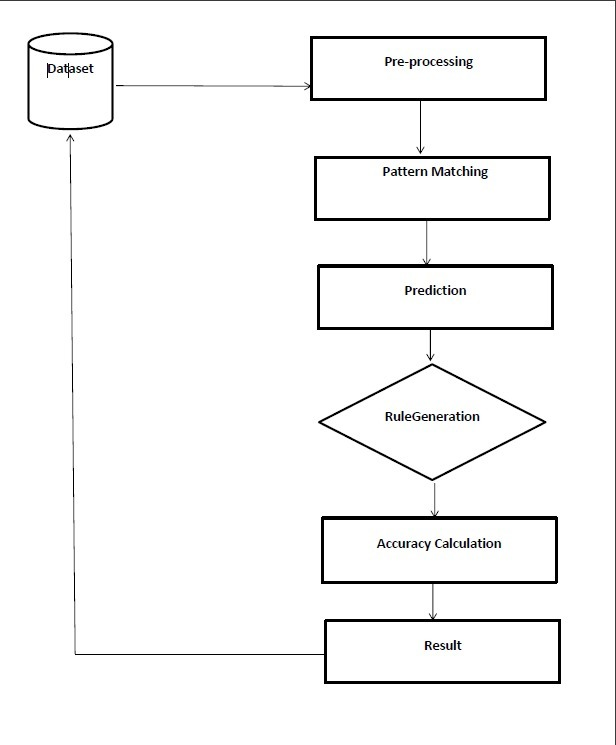 Dataset
Pre-processing
Pattern Matching
Prediction
RuleGeneration
Accuracy Calculation
Result